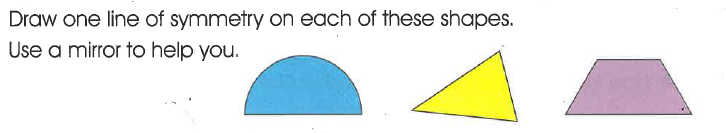 Draw one line of symmetry on each of these shapes.
Use a mirror to help you.